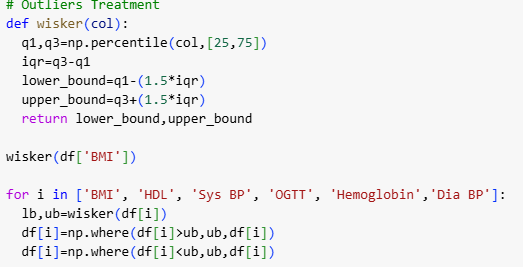 # Outliers Treatment
def wisker(col):
  q1,q3=np.percentile(col,[25,75])
  iqr=q3-q1
  lower_bound=q1-(1.5*iqr)
  upper_bound=q3+(1.5*iqr)
  return lower_bound,upper_bound

wisker(df['BMI'])

for i in ['BMI', 'HDL', 'Sys BP', 'OGTT', 'Hemoglobin','Dia BP']:
  lb,ub=wisker(df[i])
  df[i]=np.where(df[i]>ub,ub,df[i])
  df[i]=np.where(df[i]<ub,ub,df[i])